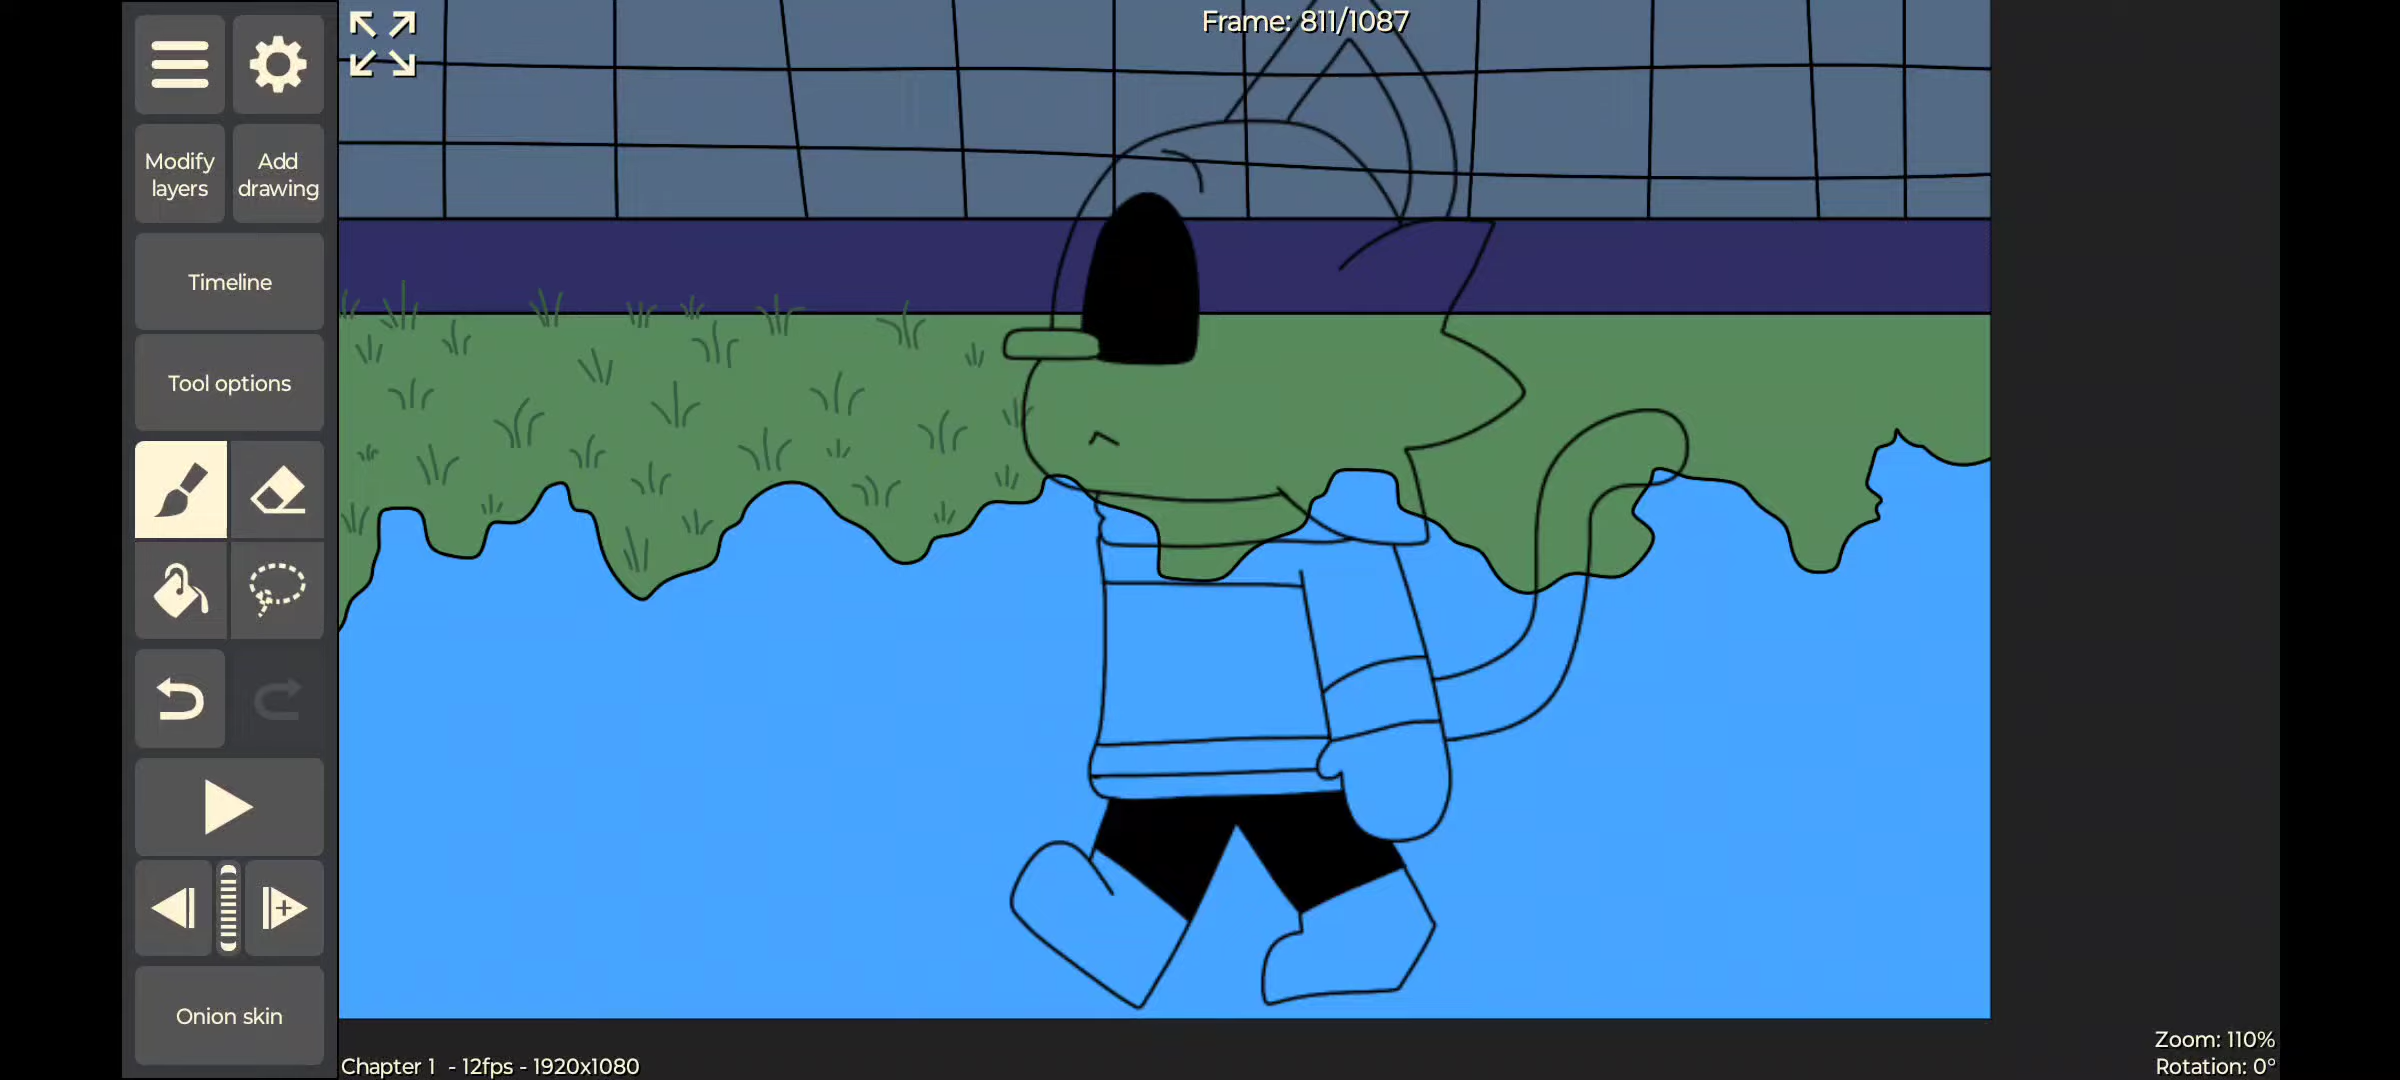 Frame: 811/1087
Modify
layers
Add
drawing
Timeline
Tool options
Onion skin
Chapter 1 - 12fps - 1920x1080
Zoom: 110%
Rotation: 0°